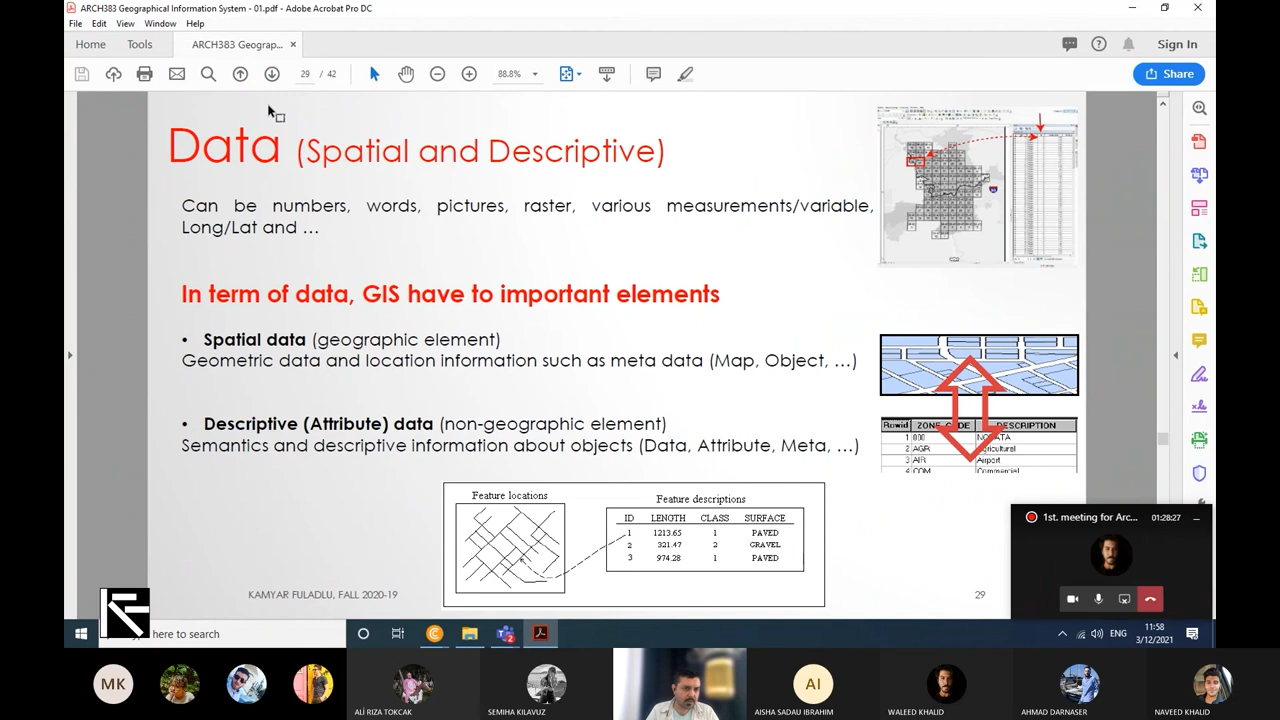 ARCH383 Geographical Information System - 01.pdf - Adobe Acrobat Pro DC
File Edit View Window Help
Home Tools ARCH383 Geograp... × Sign In
29 / 42 88.8% Share
Data (Spatial and Descriptive)
Can be numbers, words, pictures, raster, various measurements/variable,
Long/Lat and …
In term of data, GIS have to important elements
• Spatial data (geographic element)
Geometric data and location information such as meta data (Map, Object, …)
• Descriptive (Attribute) data (non-geographic element)
Semantics and descriptive information about objects (Data, Attribute, Meta, …)
Rowid ZONE_CODE DESCRIPTION
1 000 NODATA
2 AGR Agricultural
3 AIR Airport
4 COM Commercial
Feature locations Feature descriptions
ID LENGTH CLASS SURFACE
1 1213.65 1 PAVED
2 321.47 2 GRAVEL
3 974.28 1 PAVED
KAMYAR FULADLU, FALL 2020-19 29
1st. meeting for Arc... 01:28:27
here to search
ENG
11:58
3/12/2021
MK
AI
ALİ RIZA TOKCAK SEMIHA KILAVUZ AISHA SADAU IBRAHIM WALEED KHALID AHMAD DARNASER NAVEED KHALID